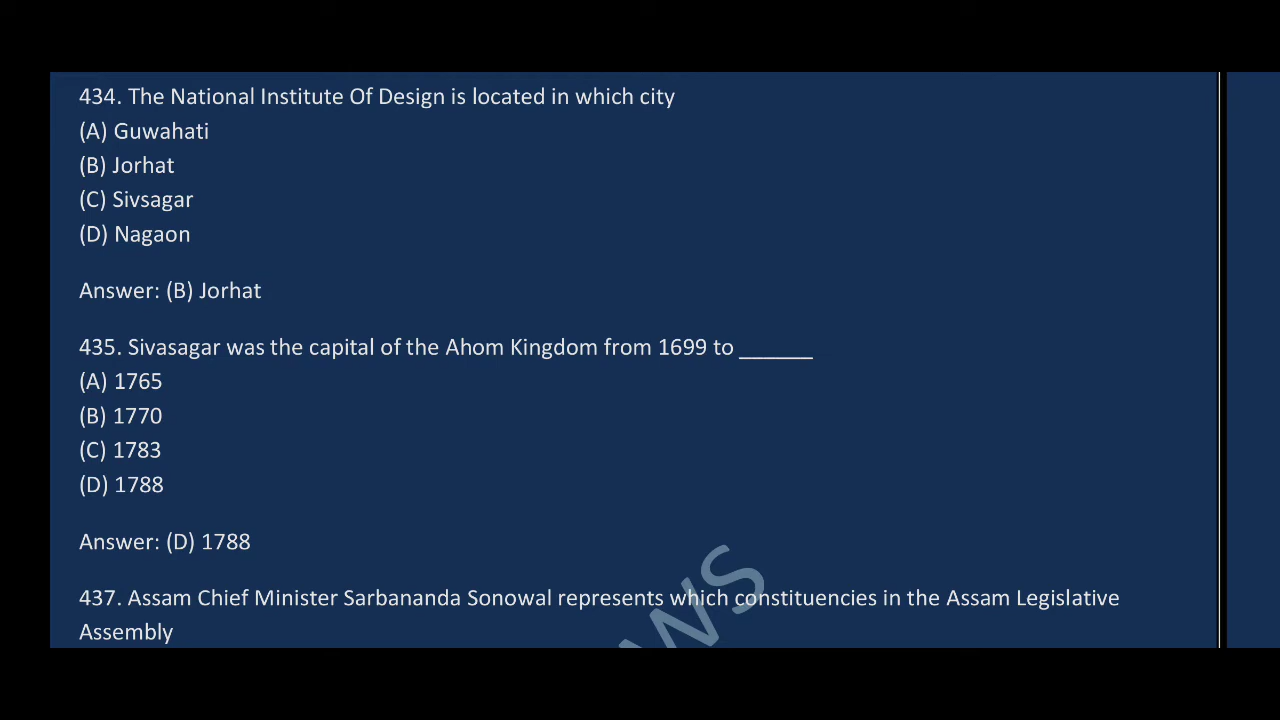 434. The National Institute Of Design is located in which city
(A) Guwahati
(B) Jorhat
(C) Sivsagar
(D) Nagaon
Answer: (B) Jorhat
435. Sivasagar was the capital of the Ahom Kingdom from 1699 to ______
(A) 1765
(B) 1770
(C) 1783
(D) 1788
Answer: (D) 1788
437. Assam Chief Minister Sarbananda Sonowal represents which constituencies in the Assam Legislative
Assembly